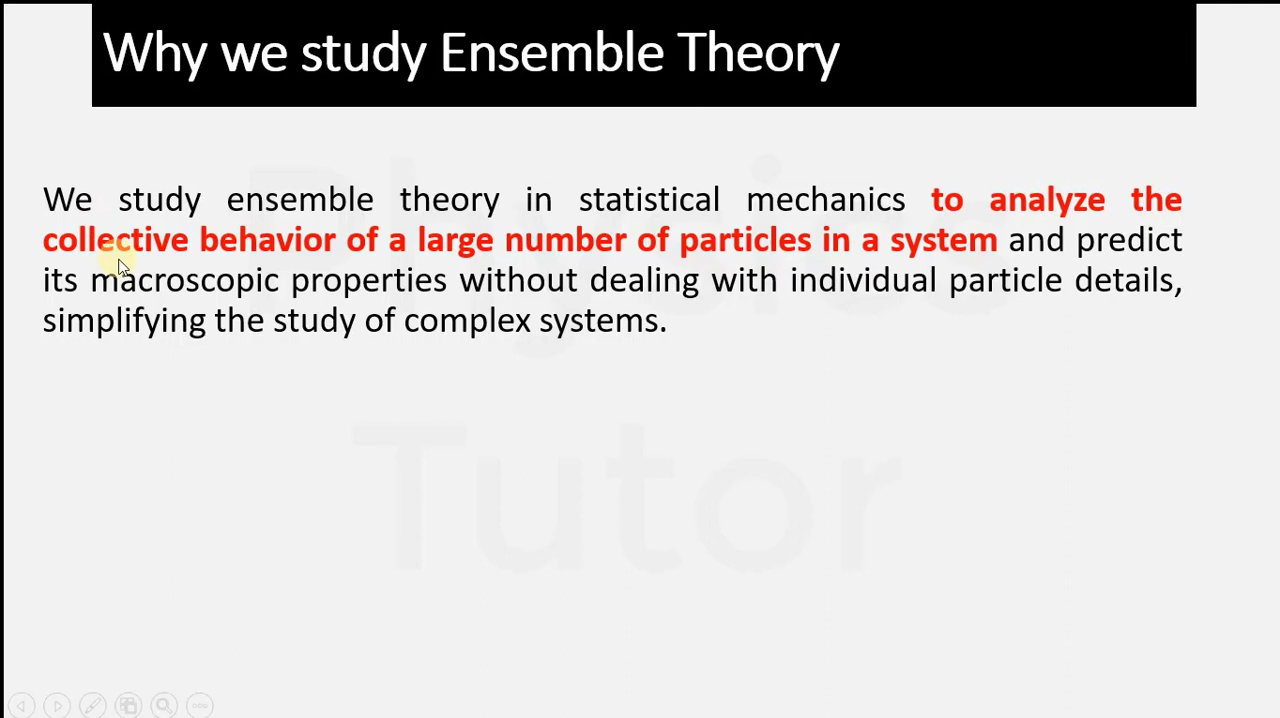 Why we study Ensemble Theory
We study ensemble theory in statistical mechanics to analyze the
collective behavior of a large number of particles in a system and predict
its macroscopic properties without dealing with individual particle details,
simplifying the study of complex systems.
Physics
Tutor